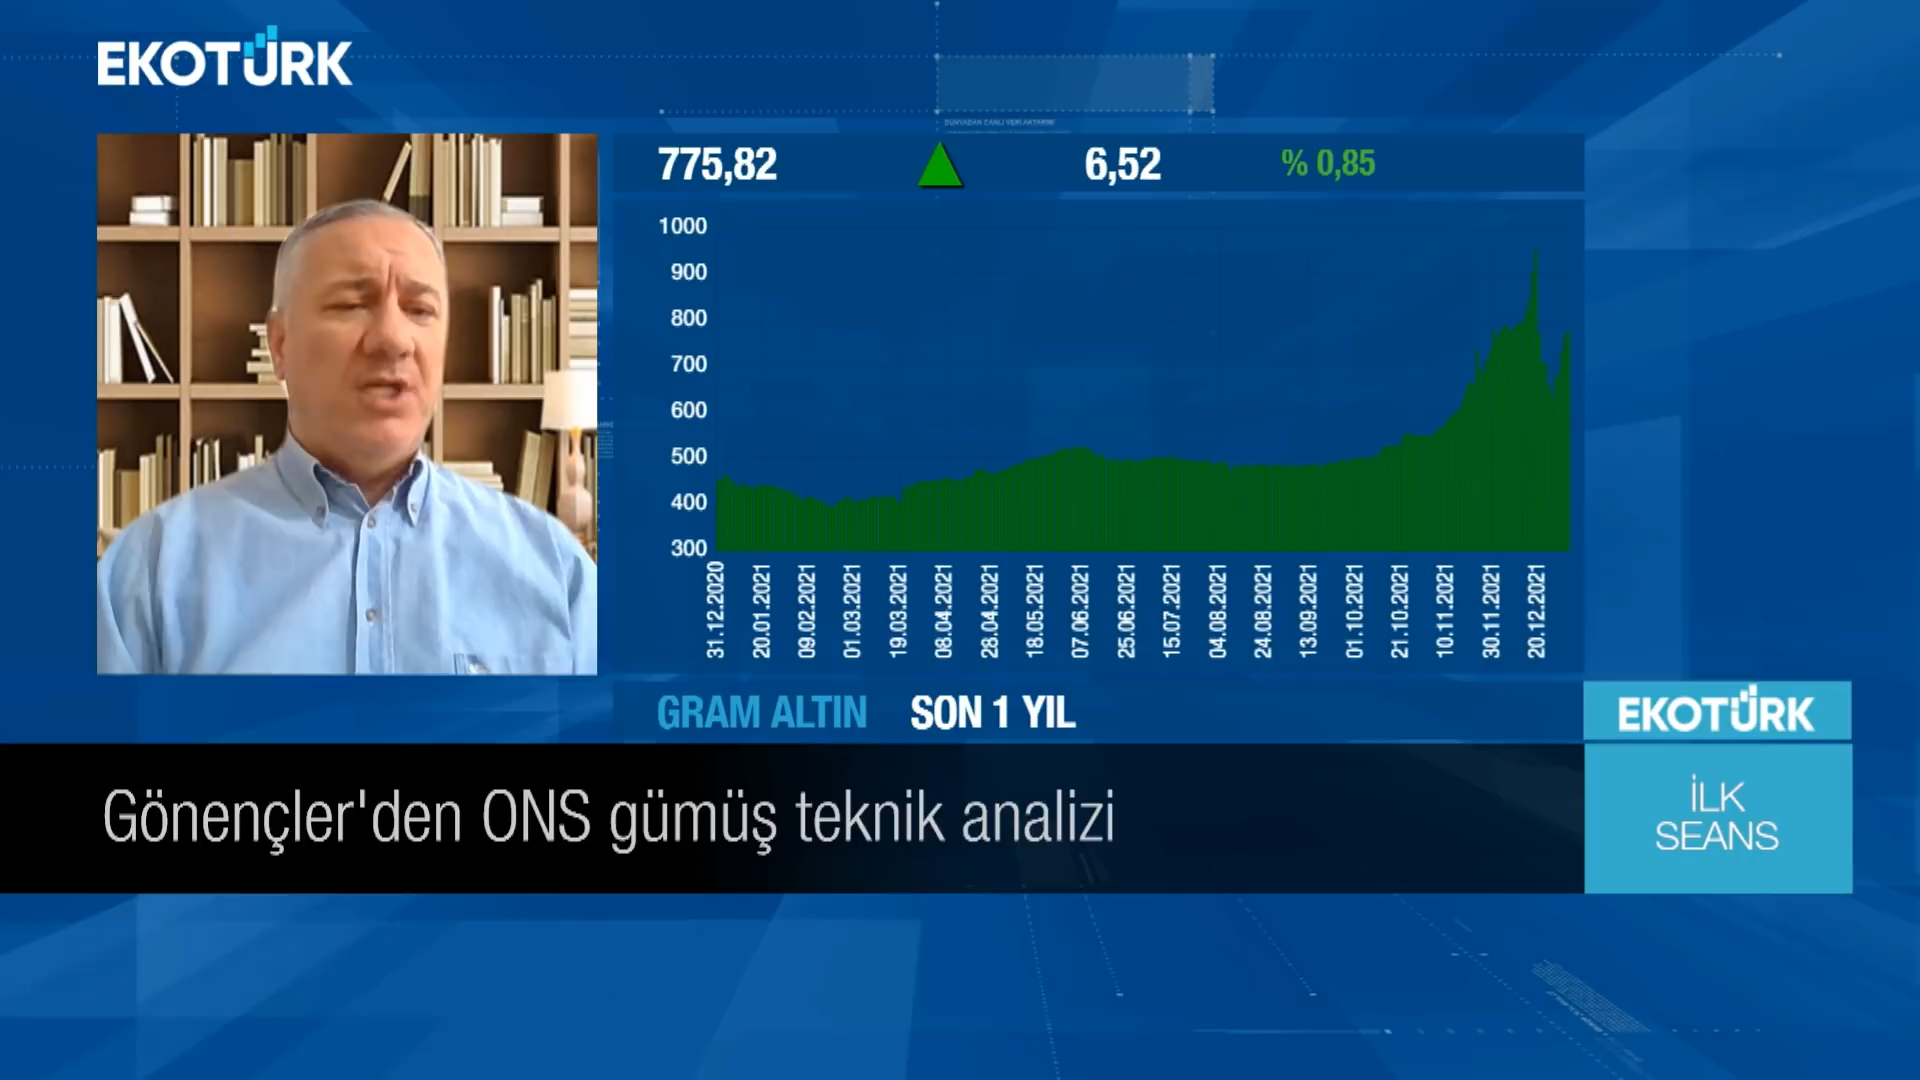 EKOTÜRK
DÜNYADAN CANLI VERİ AKTARIMI
775,82 6,52 % 0,85
1000
900
800
700
600
500
400
300
31.12.2020 20.01.2021 09.02.2021 01.03.2021 19.03.2021 08.04.2021 28.04.2021 18.05.2021 07.06.2021 25.06.2021 15.07.2021 04.08.2021 24.08.2021 13.09.2021 01.10.2021 21.10.2021 10.11.2021 30.11.2021 20.12.2021
GRAM ALTIN SON 1 YIL
EKOTÜRK
Gönençler'den ONS gümüş teknik analizi
İLK
SEANS